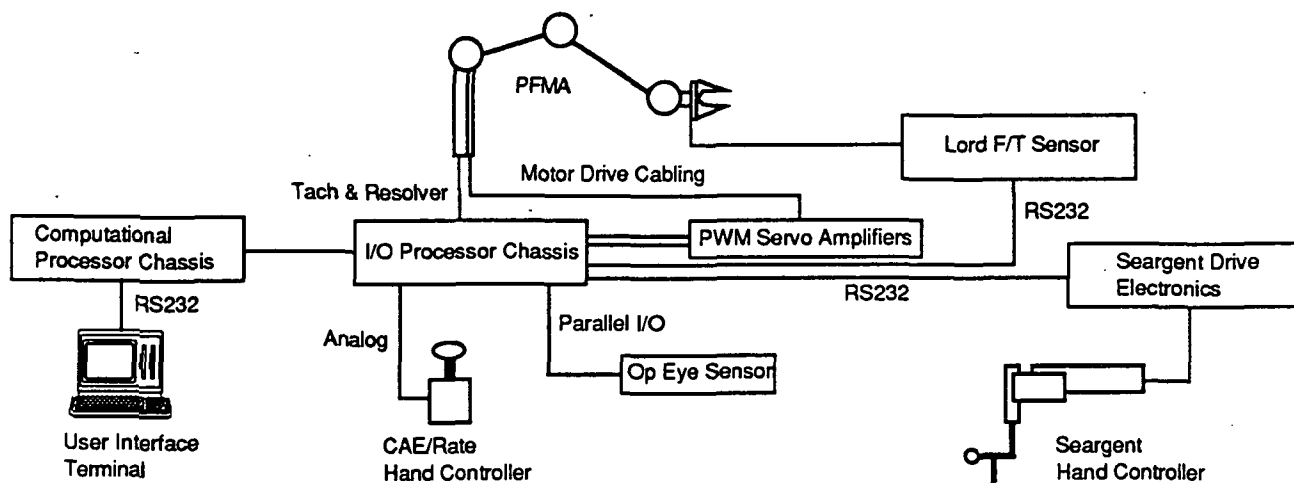 PFMA
Lord F/T Sensor
Motor Drive Cabling
Tach & Resolver
RS232
Computational
Processor Chassis
I/O Processor Chassis
PWM Servo Amplifiers
Seargent Drive
Electronics
RS232
RS232
Parallel I/O
Analog
Op Eye Sensor
User Interface
Terminal
CAE/Rate
Hand Controller
Seargent
Hand Controller